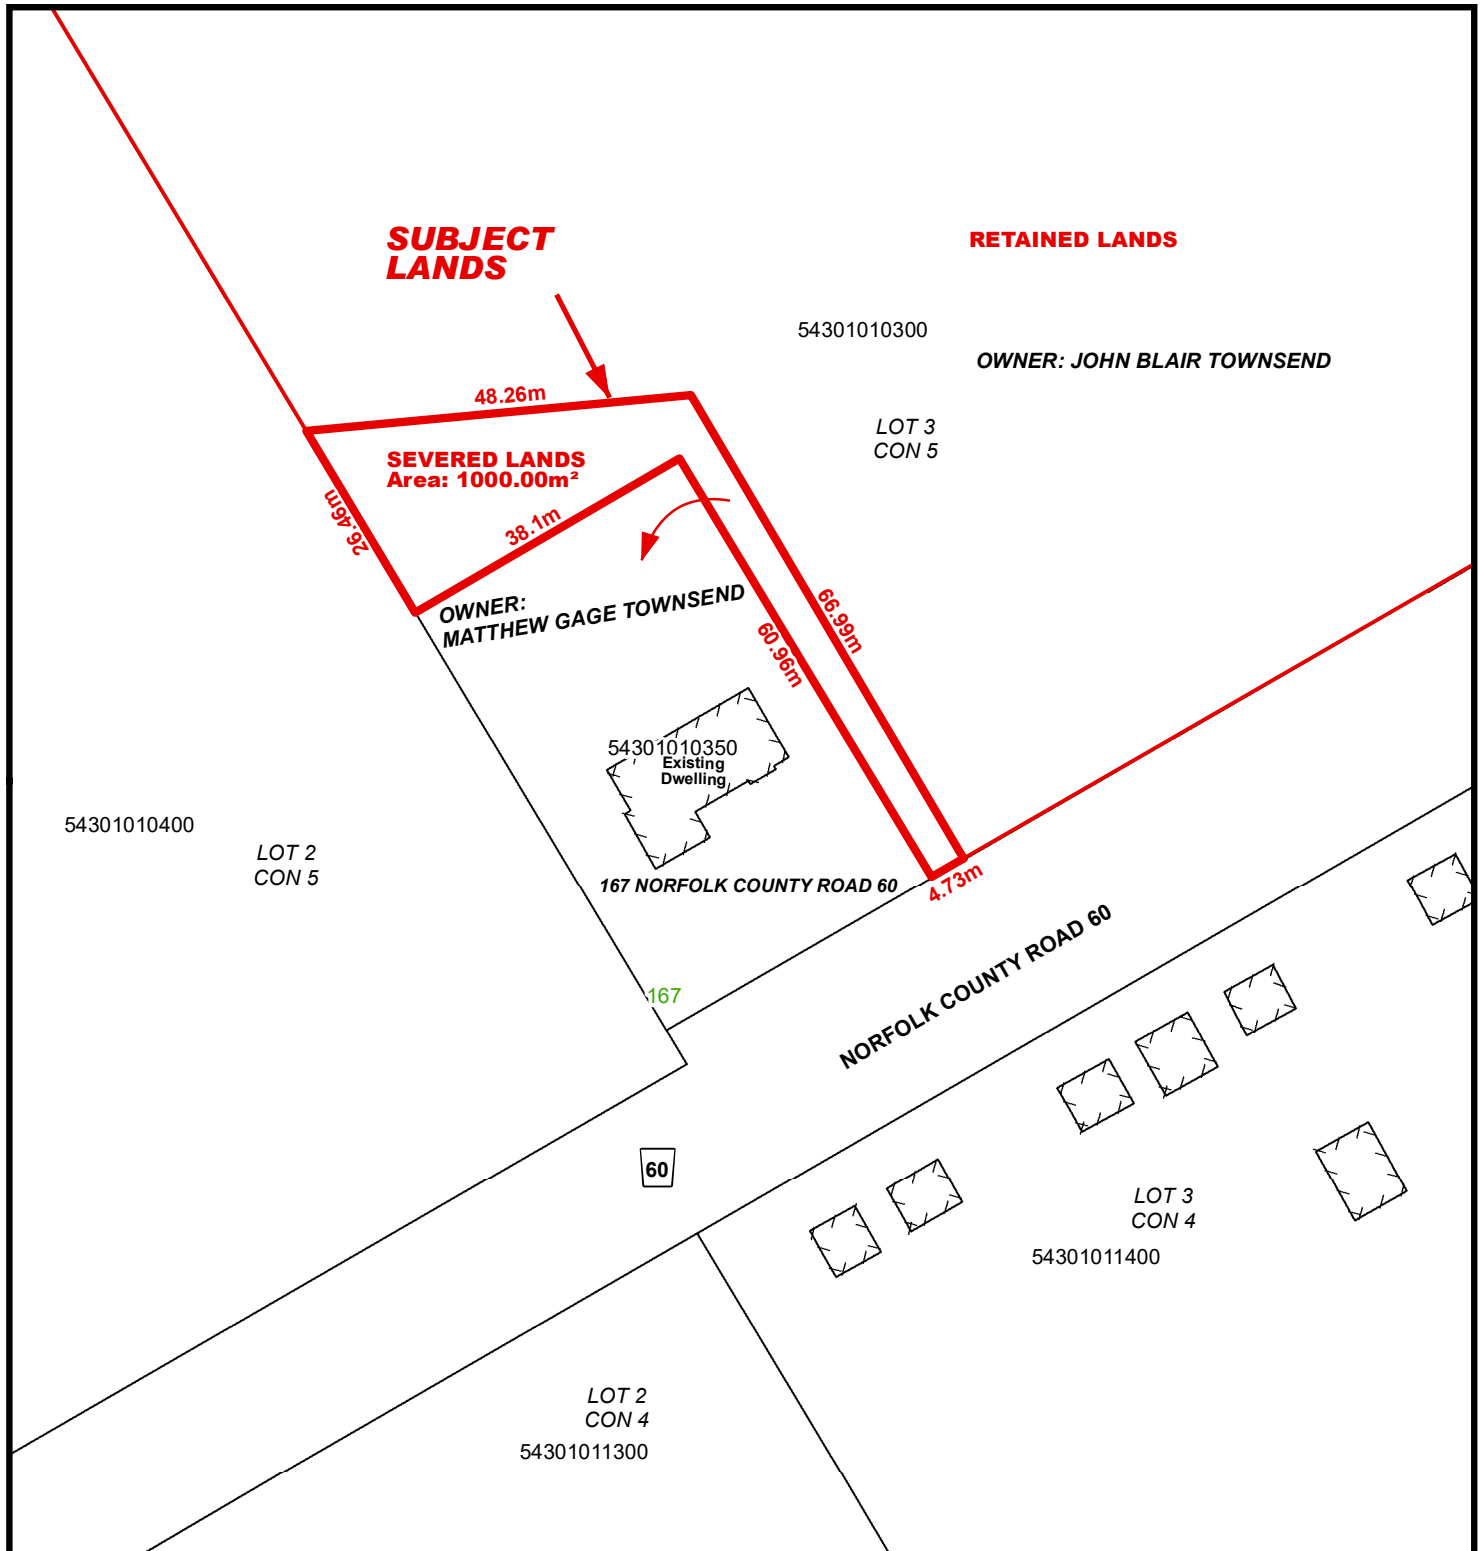 SUBJECT
LANDS
RETAINED LANDS
54301010300
OWNER: JOHN BLAIR TOWNSEND
48.26m
LOT 3
CON 5
SEVERED LANDS
Area: 1000.00m²
26.46m
38.1m
OWNER:
MATTHEW GAGE TOWNSEND
66.99m
60.96m
54301010350
Existing
Dwelling
54301010400
LOT 2
CON 5
167 NORFOLK COUNTY ROAD 60
4.73m
NORFOLK COUNTY ROAD 60
167
60
LOT 3
CON 4
54301011400
LOT 2
CON 4
54301011300